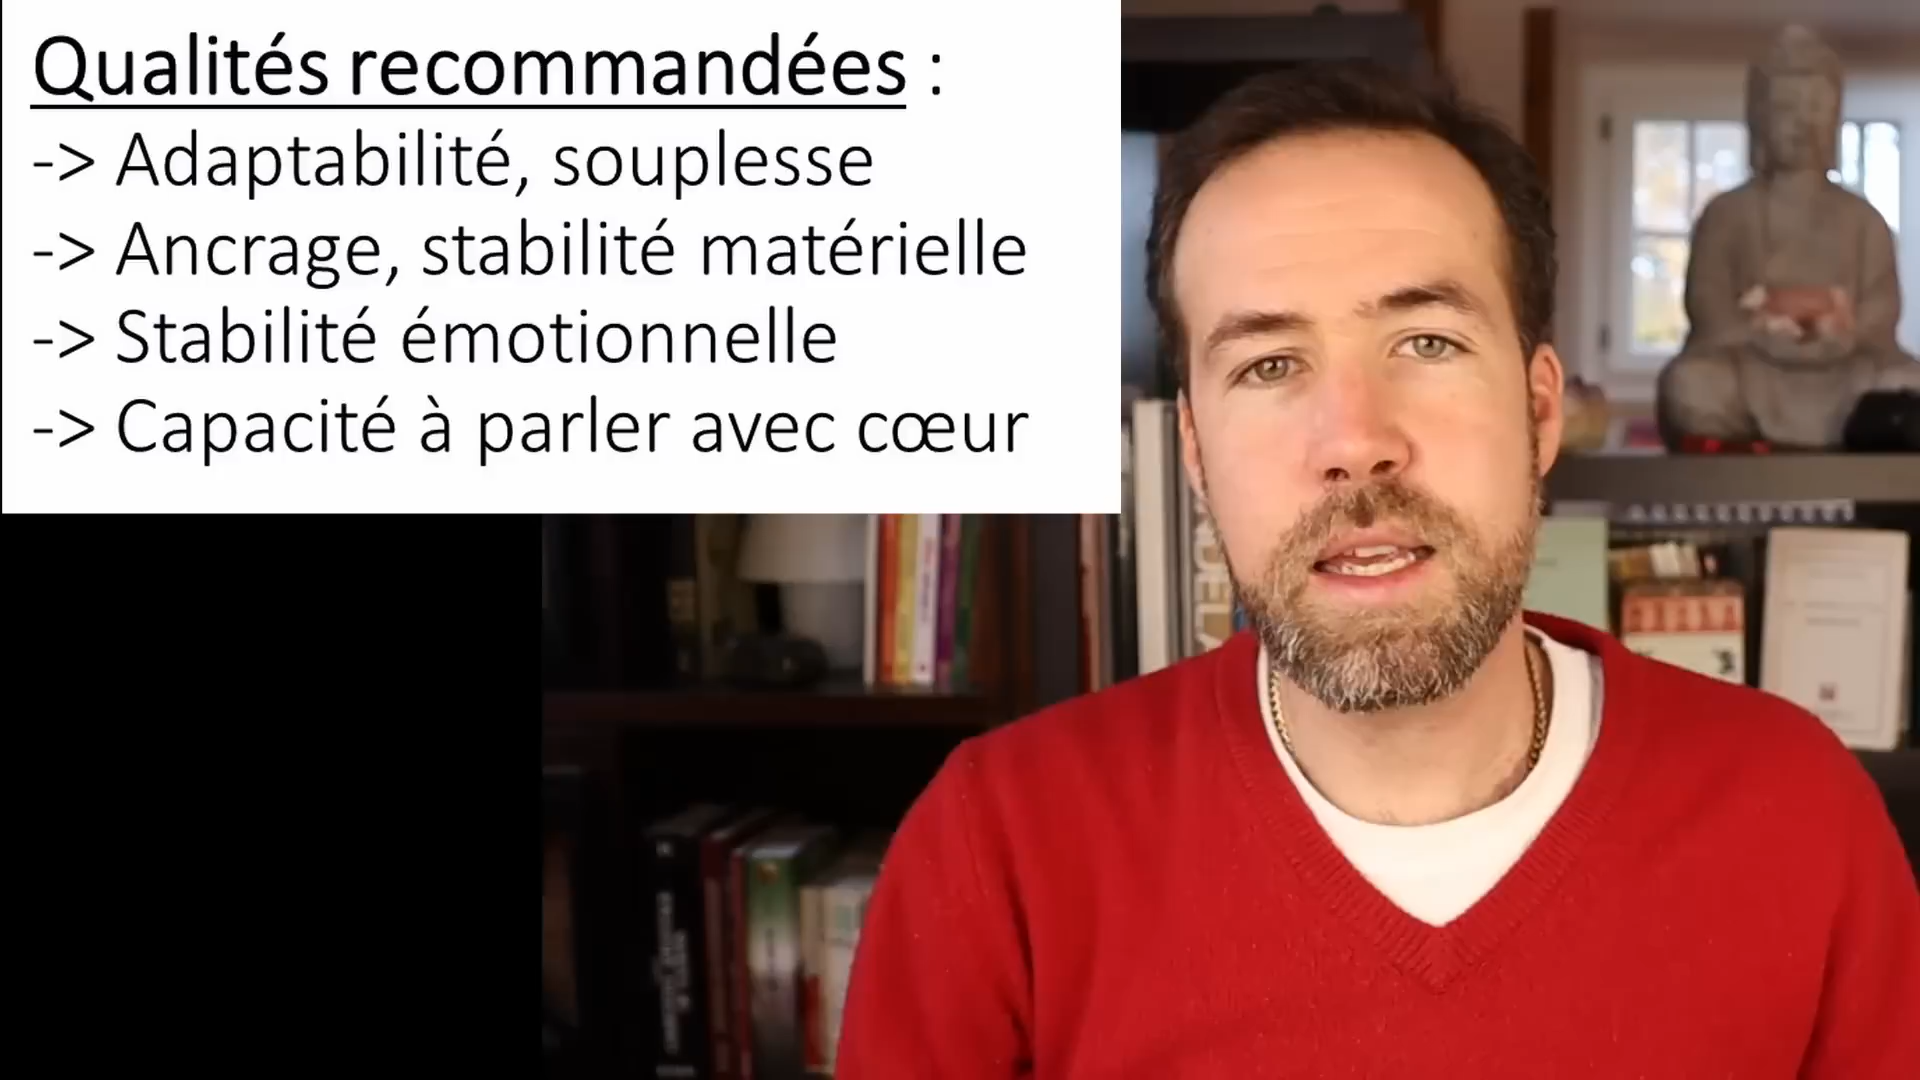 Qualités recommandées :
-> Adaptabilité, souplesse
-> Ancrage, stabilité matérielle
-> Stabilité émotionnelle
-> Capacité à parler avec cœur